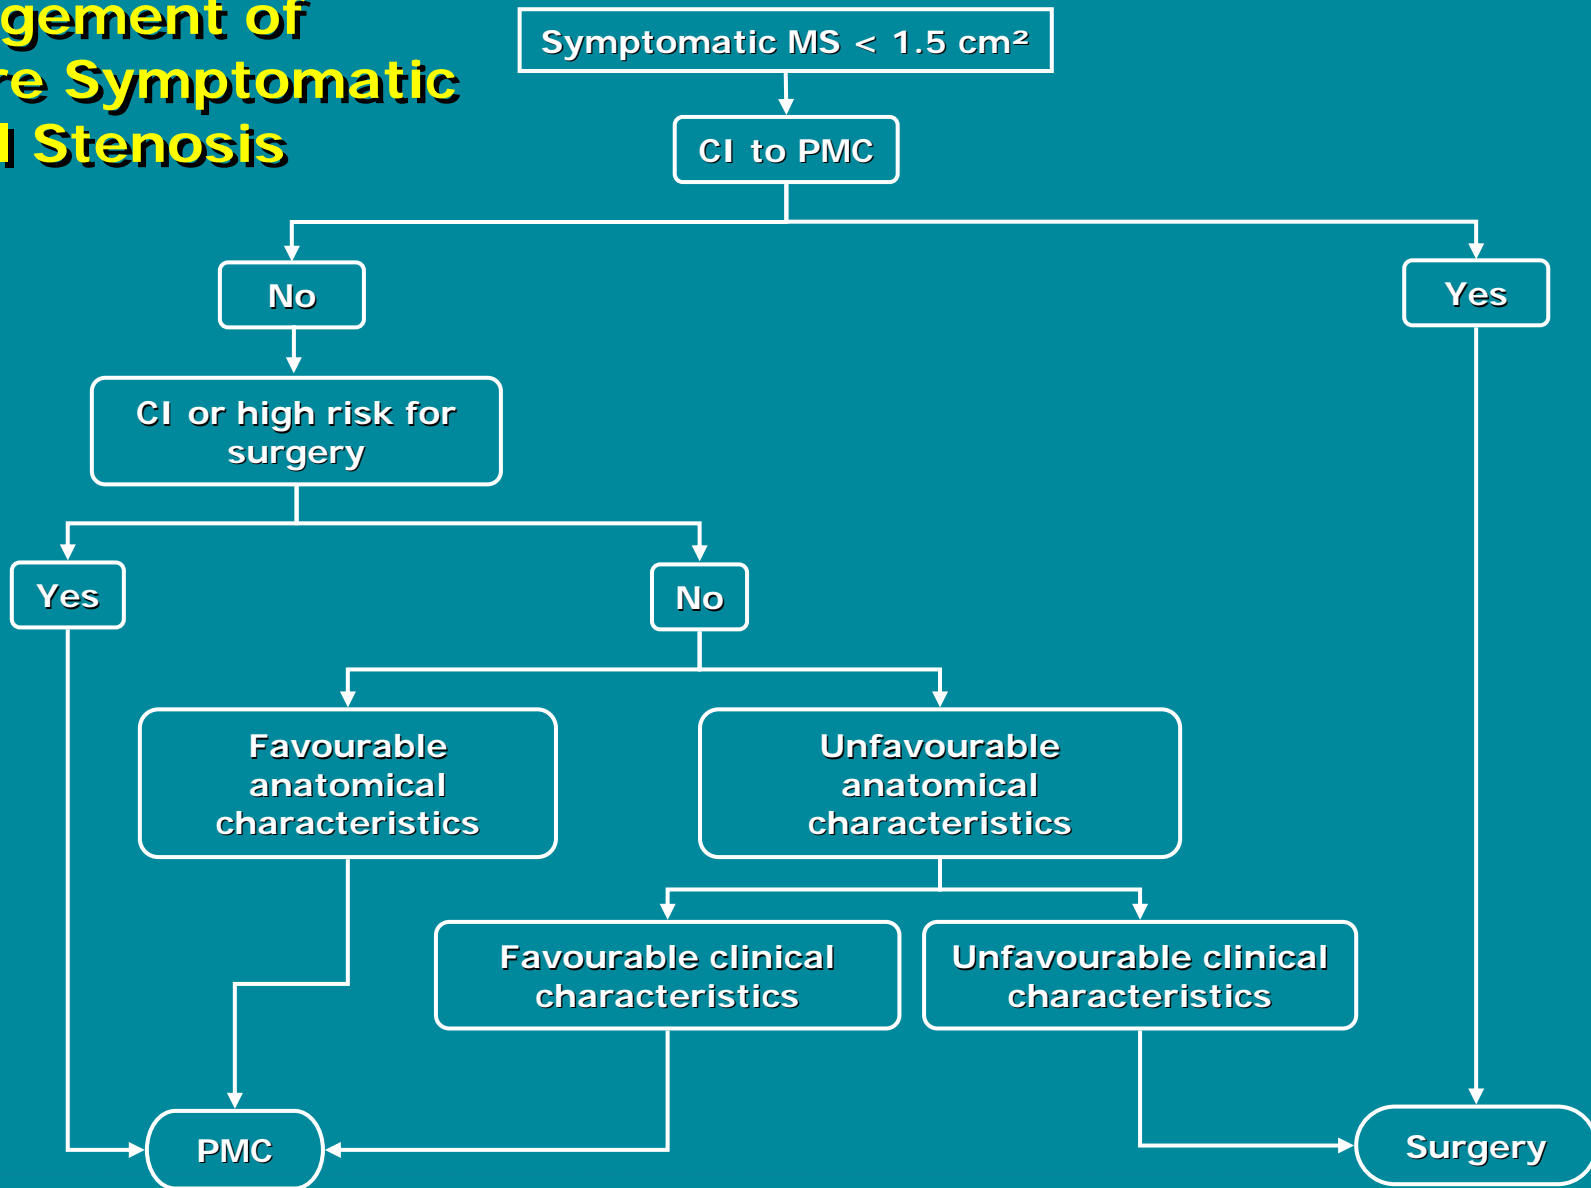 gement of
re Symptomatic
l Stenosis
Symptomatic MS < 1.5 cm²
CI to PMC
No
Yes
CI or high risk for
surgery
Yes
No
Favourable
anatomical
characteristics
Unfavourable
anatomical
characteristics
Favourable clinical
characteristics
Unfavourable clinical
characteristics
PMC
Surgery